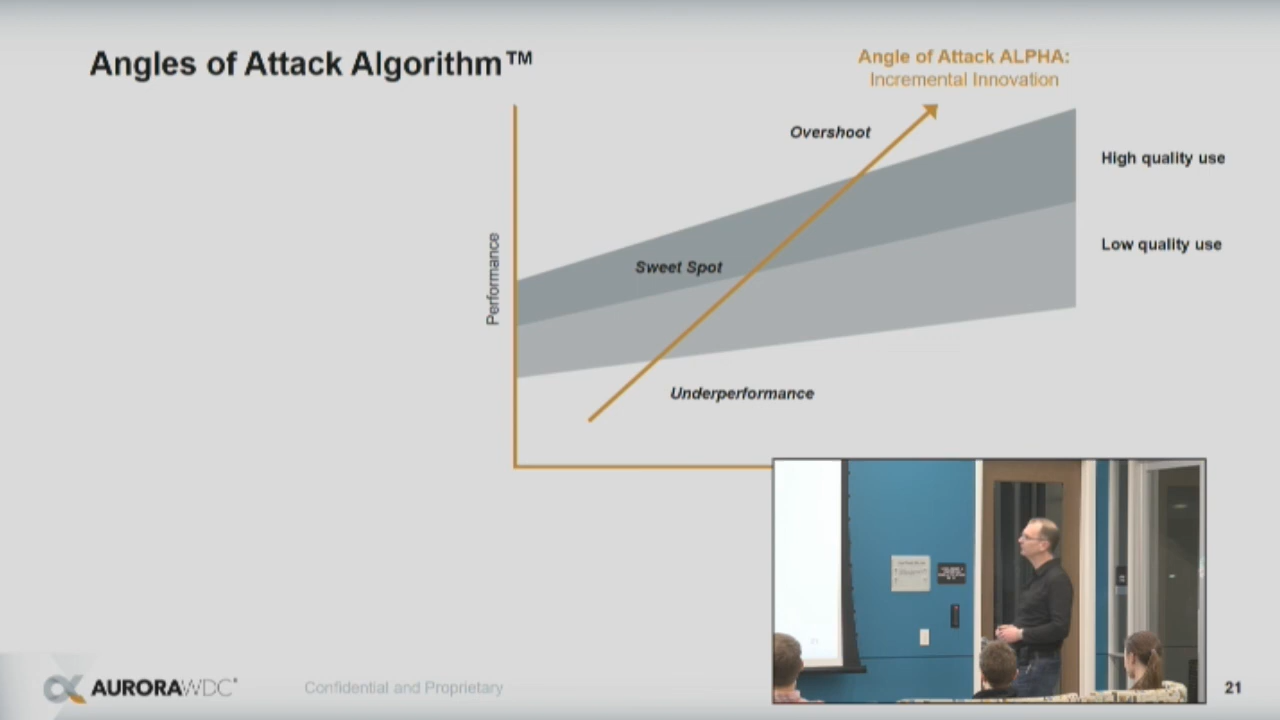 Angles of Attack Algorithm™
Angle of Attack ALPHA:
Incremental Innovation
Overshoot
High quality use
Performance
Sweet Spot
Low quality use
Underperformance
AURORAWDC®
Confidential and Proprietary
21